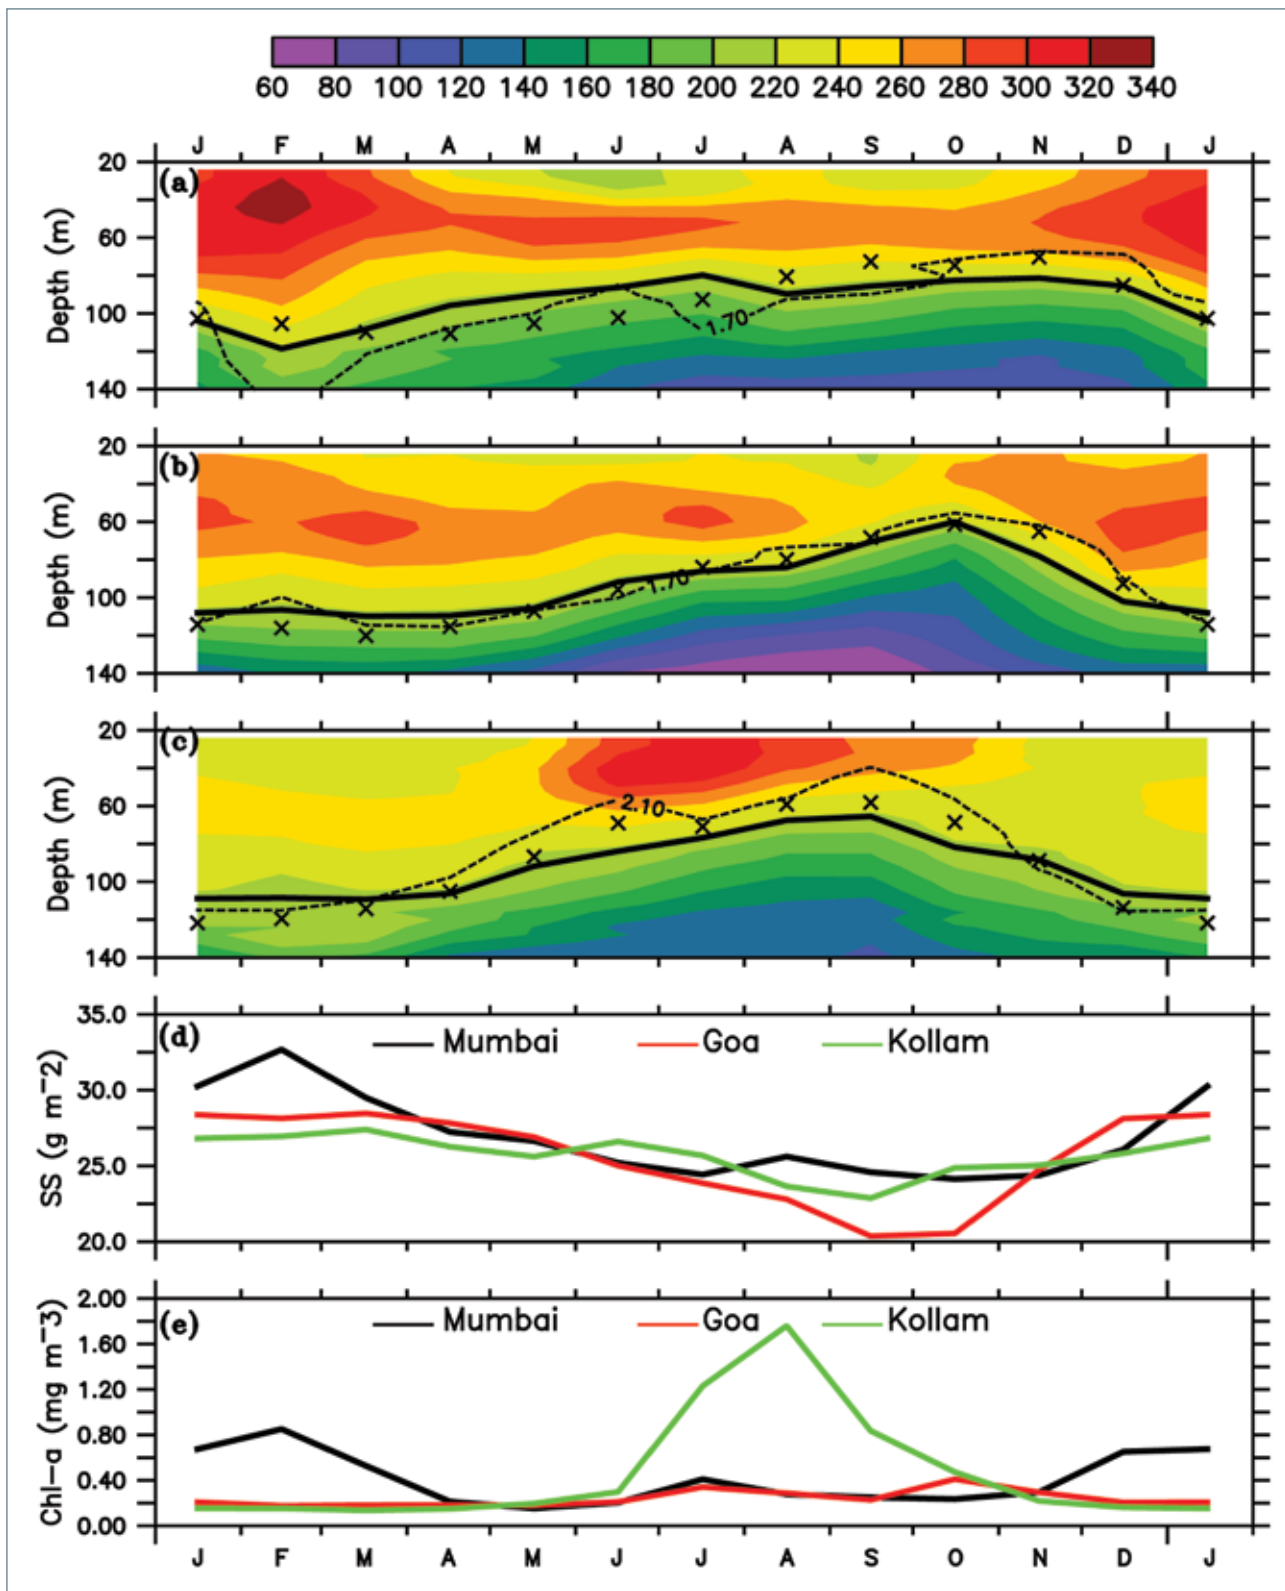 60 80 100 120 140 160 180 200 220 240 260 280 300 320 340
J F M A M J J A S O N D J
(a)
20
60
100
140
Depth (m)
1.70
(b)
20
60
100
140
Depth (m)
1.70
(c)
20
60
100
140
Depth (m)
2.10
(d)
Mumbai Goa Kollam
35.0
30.0
25.0
20.0
SS (g m−2)
(e)
Mumbai Goa Kollam
2.00
1.60
1.20
0.80
0.40
0.00
Chl−a (mg m−3)
J F M A M J J A S O N D J